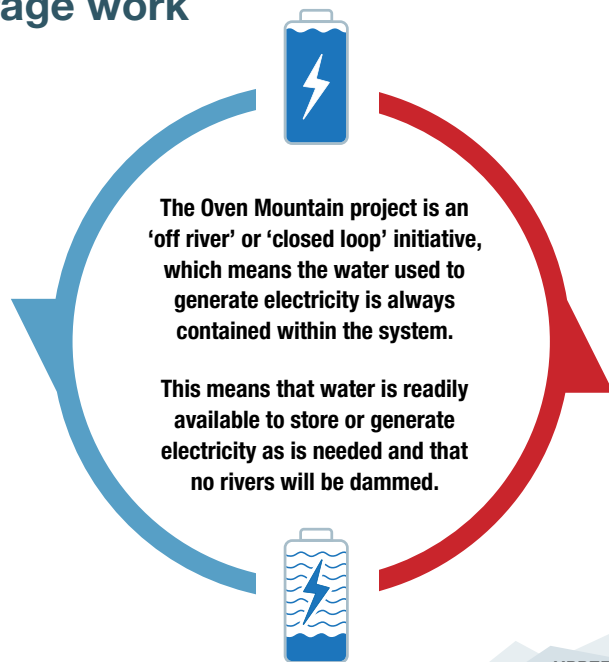 age work
The Oven Mountain project is an
‘off river’ or ‘closed loop’ initiative,
which means the water used to
generate electricity is always
contained within the system.
This means that water is readily
available to store or generate
electricity as is needed and that
no rivers will be dammed.